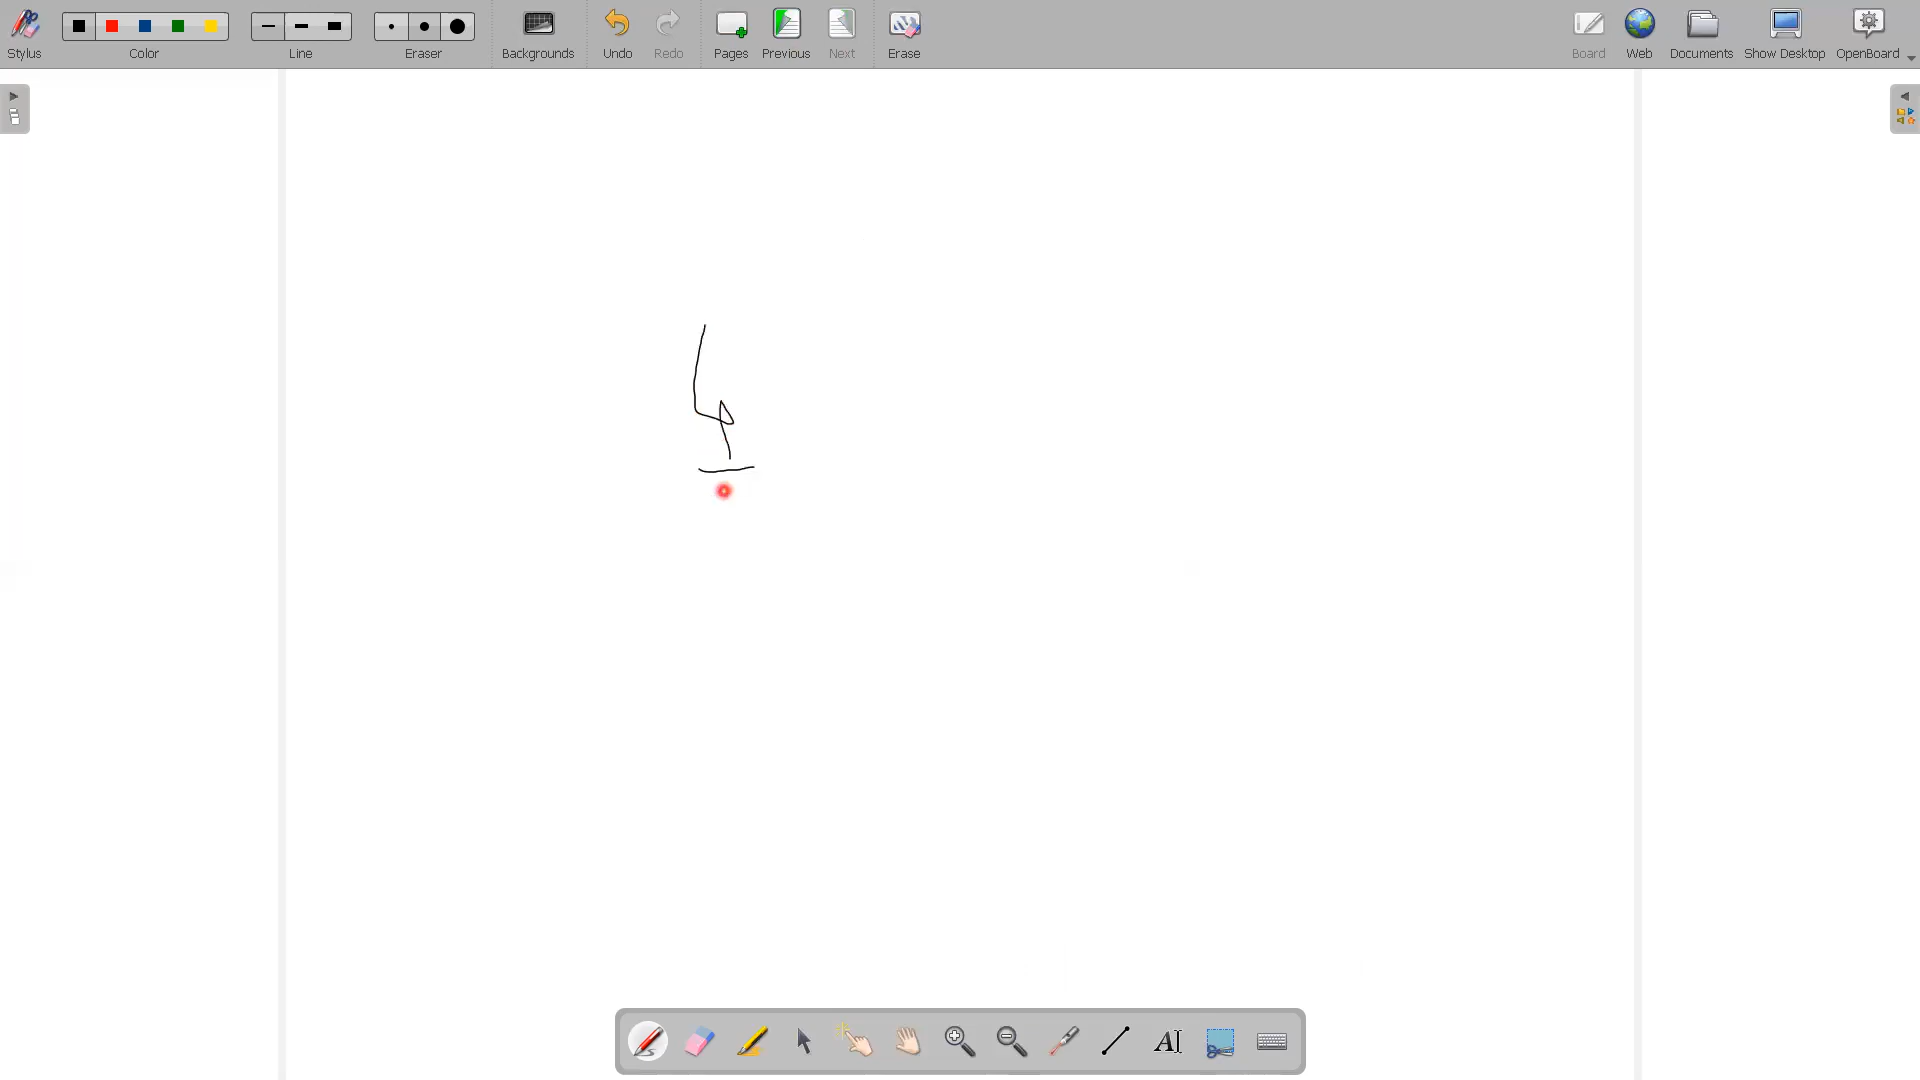 Stylus
Color
Line
Eraser
Backgrounds
Undo
Redo
Pages
Previous
Next
Erase
Board
Web
Documents
Show Desktop
OpenBoard